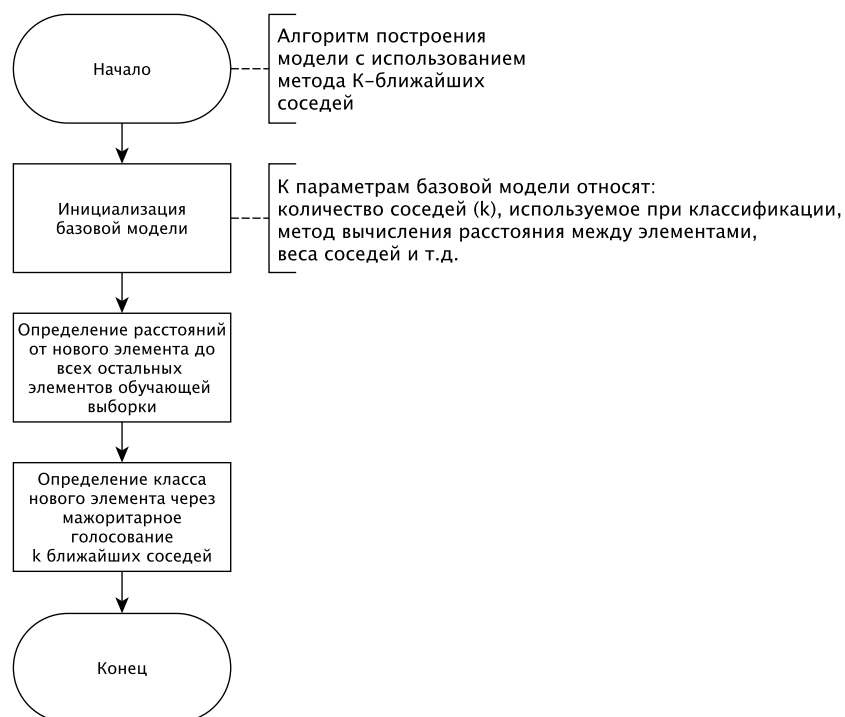 Начало
Алгоритм построения
модели с использованием
метода К-ближайших
соседей
Инициализация
базовой модели
К параметрам базовой модели относят:
количество соседей (k), используемое при классификации,
метод вычисления расстояния между элементами,
веса соседей и т.д.
Определение расстояний
от нового элемента до
всех остальных
элементов обучающей
выборки
Определение класса
нового элемента через
мажоритарное
голосование
k ближайших соседей
Конец